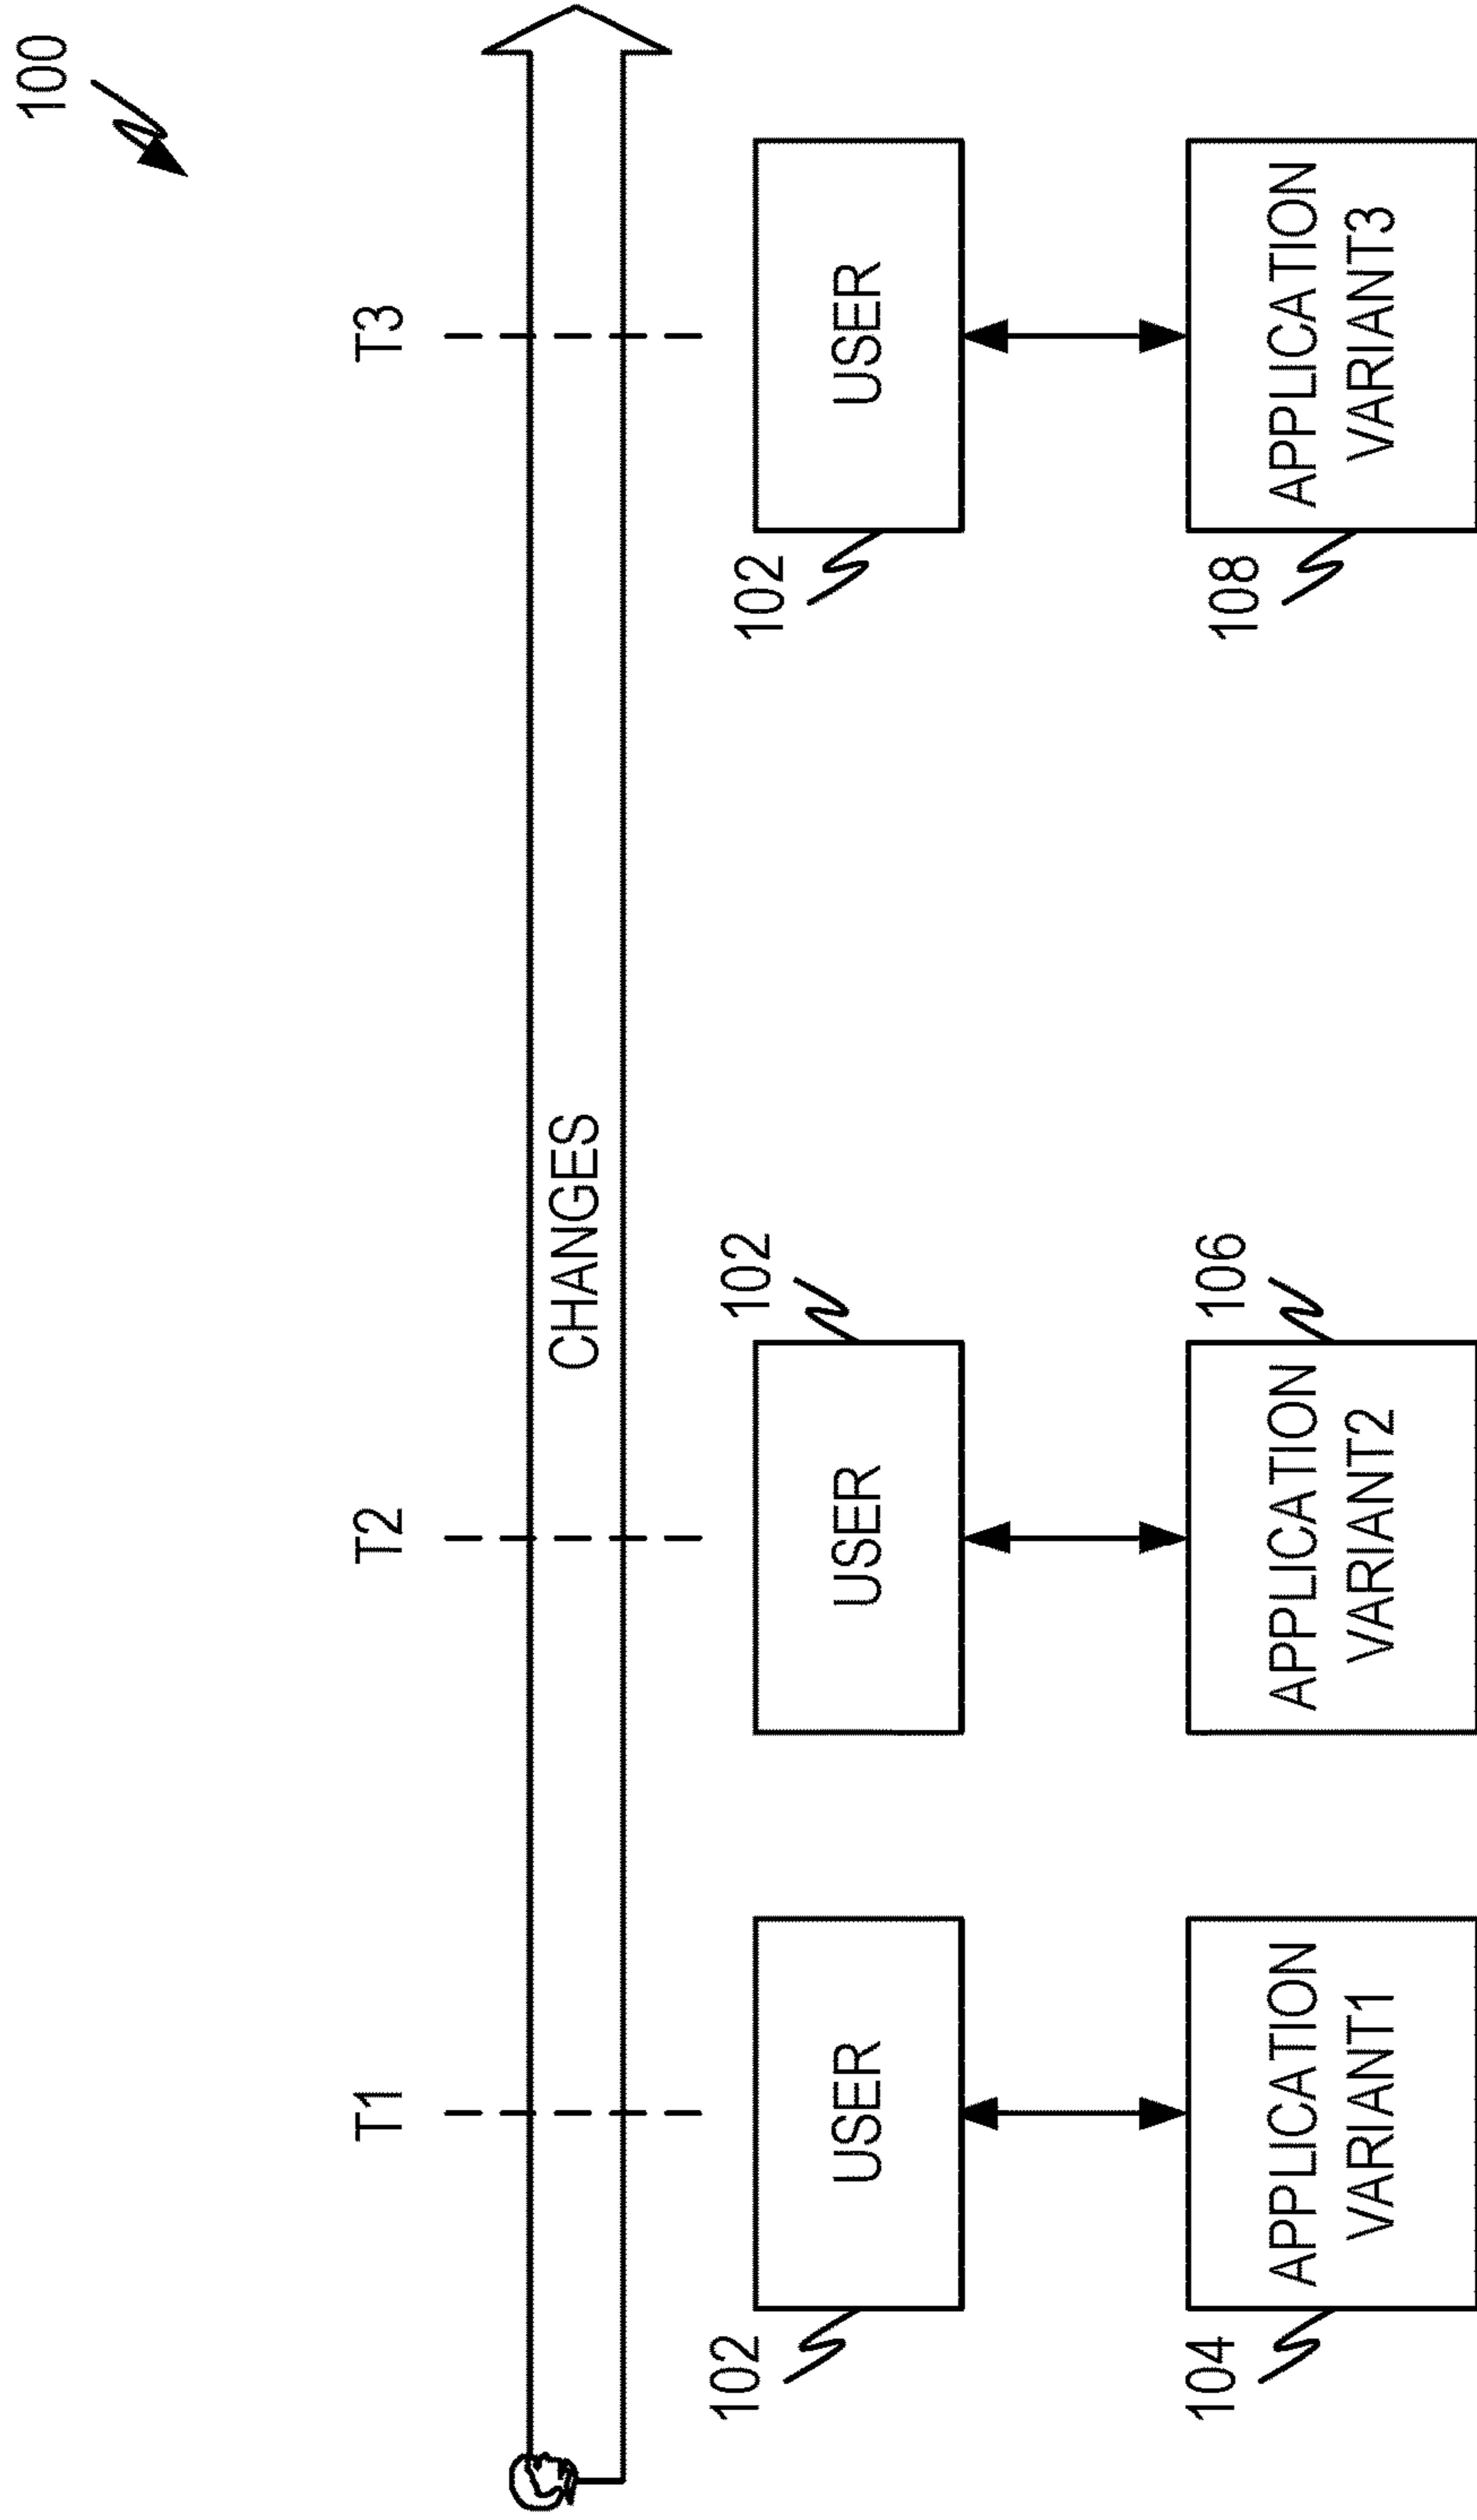 100
T1
T2
T3
CHANGES
102
USER
USER
102
102
USER
104
APPLICATION
VARIANT1
APPLICATION
VARIANT2
106
108
APPLICATION
VARIANT3